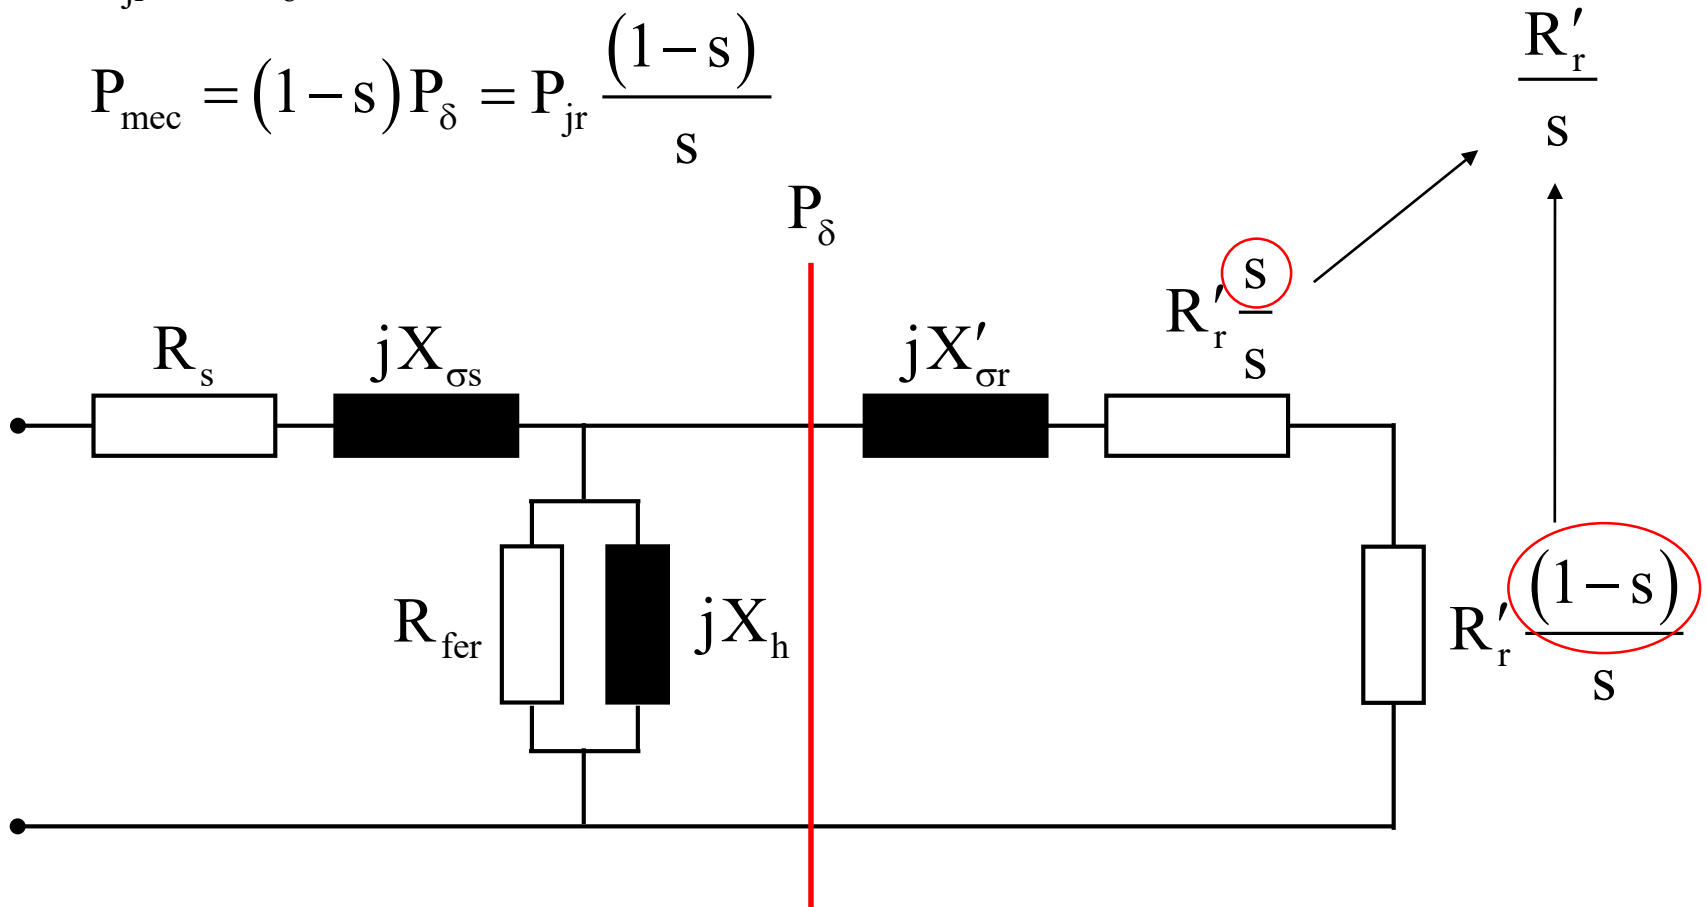 P_mec = (1 − s) P_δ = P_jr (1 − s) / s
R′_r / s
P_δ
R′_r s / s
R_s
jX_σs
jX′_σr
R_fer
jX_h
R′_r (1 − s) / s